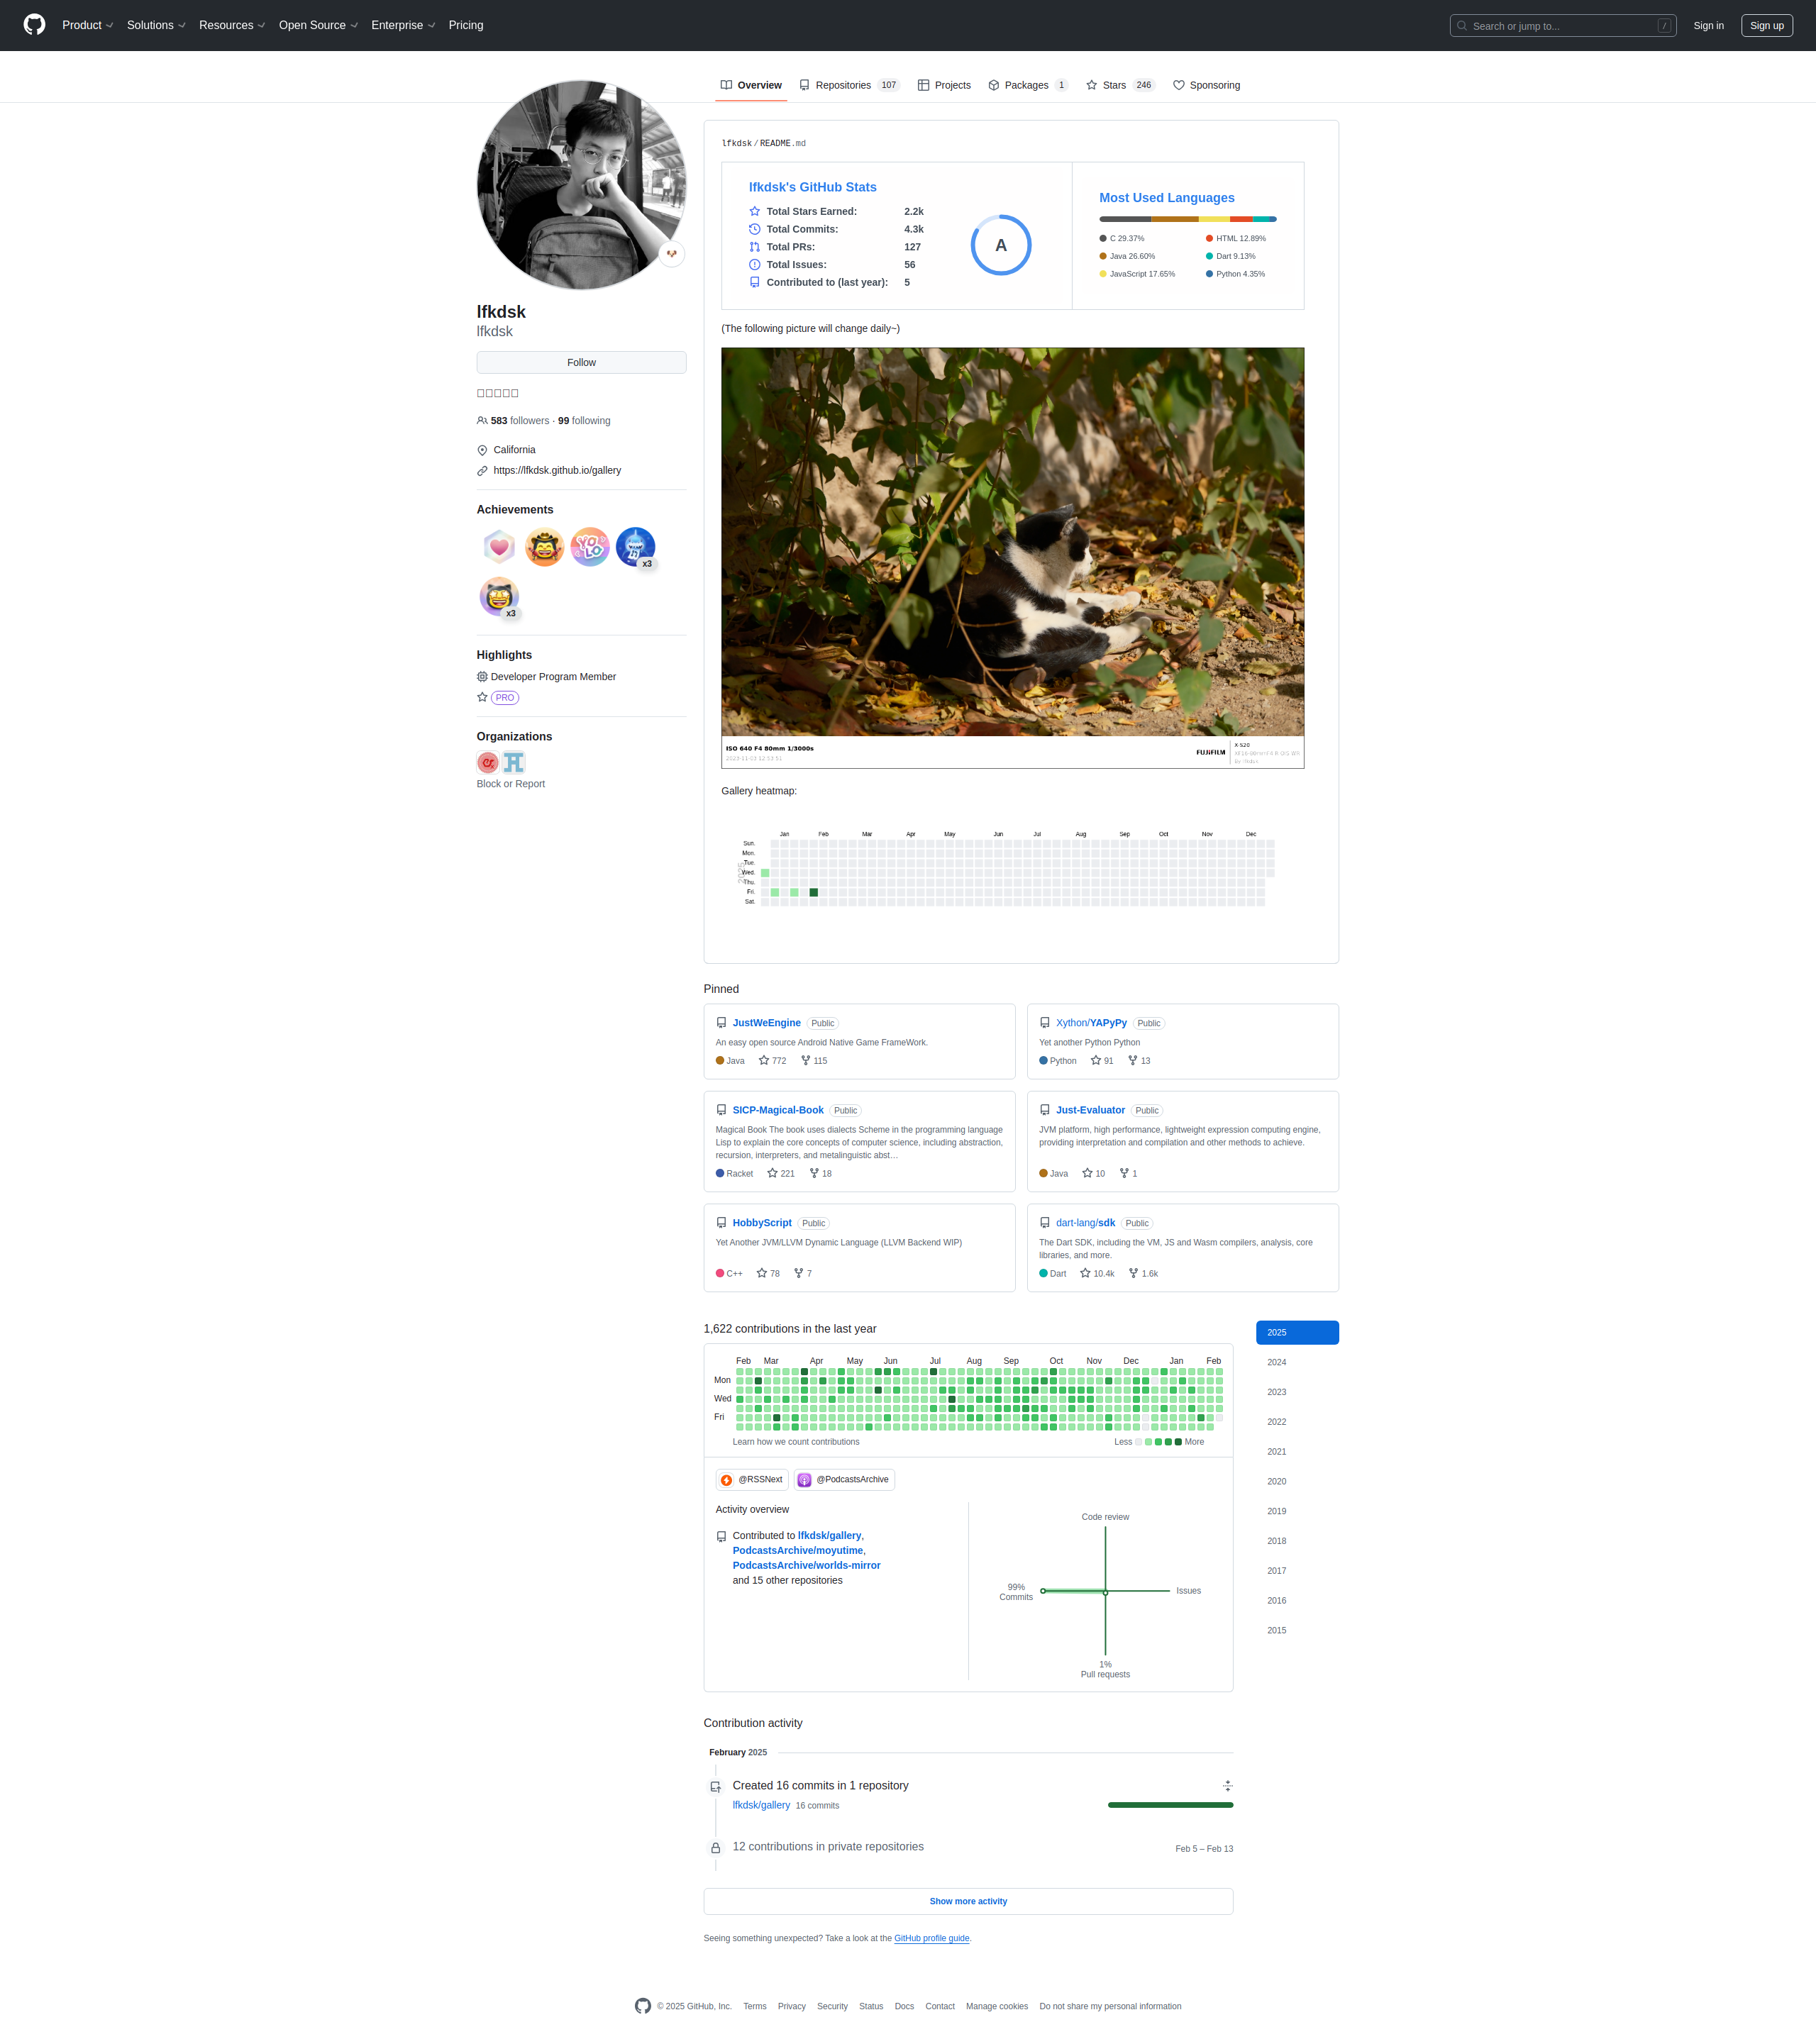 Product
Solutions
Resources
Open Source
Enterprise
Pricing
Search or jump to...
/
Sign in
Sign up
Overview
Repositories 107
Projects
Packages 1
Stars 246
Sponsoring
lfkdsk
lfkdsk
Follow
583 followers · 99 following
California
https://lfkdsk.github.io/gallery
Achievements
YOLO
x3
x3
Highlights
Developer Program Member
PRO
Organizations
Block or Report
lfkdsk / README.md
lfkdsk's GitHub Stats
Total Stars Earned: 2.2k
Total Commits: 4.3k
Total PRs: 127
Total Issues: 56
Contributed to (last year): 5
A
Most Used Languages
C 29.37%
Java 26.60%
JavaScript 17.65%
HTML 12.89%
Dart 9.13%
Python 4.35%
(The following picture will change daily~)
ISO 640 F4 80mm 1/3000s
2023-11-03 12:53:51
FUJIFILM
X-S20
Gallery heatmap:
Jan Feb Mar Apr May Jun Jul Aug Sep Oct Nov Dec
2025
Sun.
Mon.
Tue.
Wed.
Thu.
Fri.
Sat.
Pinned
JustWeEngine Public
An easy open source Android Native Game FrameWork.
Java 772 115
Xython/YAPyPy Public
Yet another Python Python
Python 91 13
SICP-Magical-Book Public
Magical Book The book uses dialects Scheme in the programming language
Lisp to explain the core concepts of computer science, including abstraction,
recursion, interpreters, and metalinguistic abst…
Racket 221 18
Just-Evaluator Public
JVM platform, high performance, lightweight expression computing engine,
providing interpretation and compilation and other methods to achieve.
Java 10 1
HobbyScript Public
Yet Another JVM/LLVM Dynamic Language (LLVM Backend WIP)
C++ 78 7
dart-lang/sdk Public
The Dart SDK, including the VM, JS and Wasm compilers, analysis, core
libraries, and more.
Dart 10.4k 1.6k
1,622 contributions in the last year
Feb Mar Apr May Jun Jul Aug Sep Oct Nov Dec Jan Feb
Mon
Wed
Fri
Learn how we count contributions
Less More
@RSSNext
@PodcastsArchive
Activity overview
Contributed to lfkdsk/gallery,
PodcastsArchive/moyutime,
PodcastsArchive/worlds-mirror
and 15 other repositories
Code review
99%
Commits
Issues
1%
Pull requests
2025
2024
2023
2022
2021
2020
2019
2018
2017
2016
2015
Contribution activity
February 2025
Created 16 commits in 1 repository
lfkdsk/gallery 16 commits
12 contributions in private repositories
Feb 5 – Feb 13
Show more activity
Seeing something unexpected? Take a look at the GitHub profile guide.
© 2025 GitHub, Inc.
Terms
Privacy
Security
Status
Docs
Contact
Manage cookies
Do not share my personal information